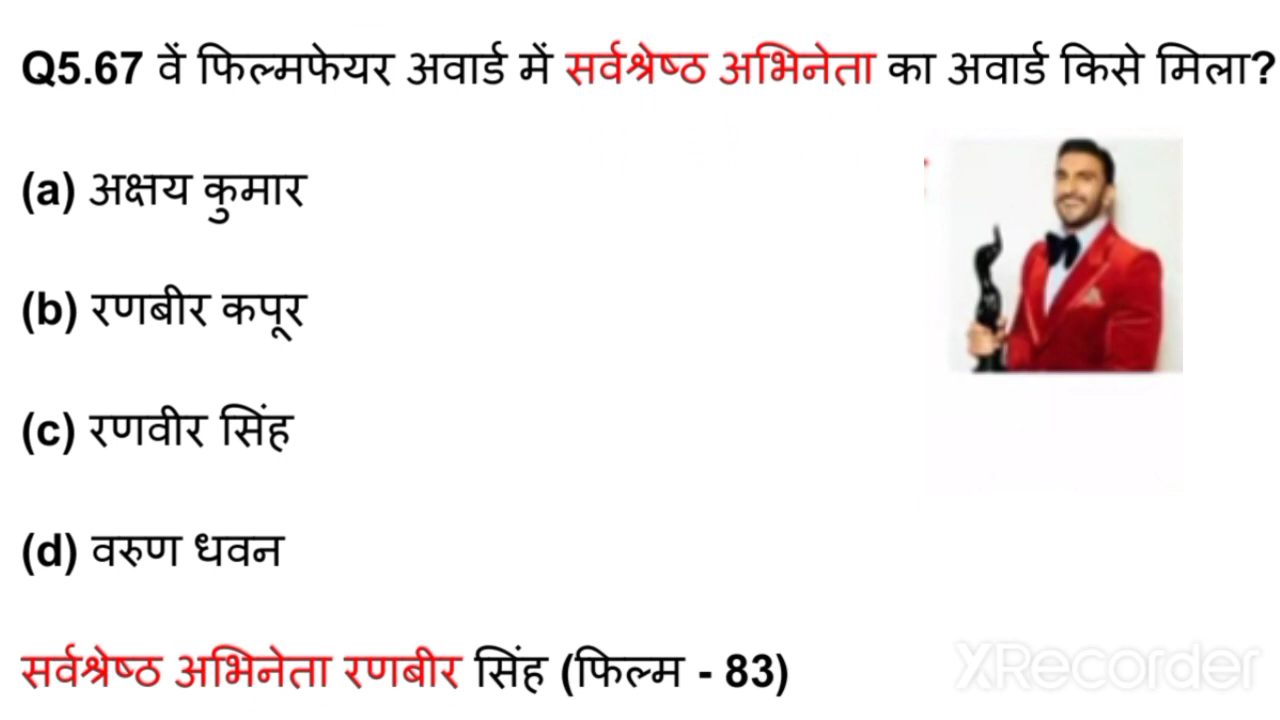 Q5.67 वें फिल्मफेयर अवार्ड में सर्वश्रेष्ठ अभिनेता का अवार्ड किसे मिला?
(a) अक्षय कुमार
(b) रणबीर कपूर
(c) रणवीर सिंह
(d) वरुण धवन
सर्वश्रेष्ठ अभिनेता रणबीर सिंह (फिल्म - 83)
XRecorder